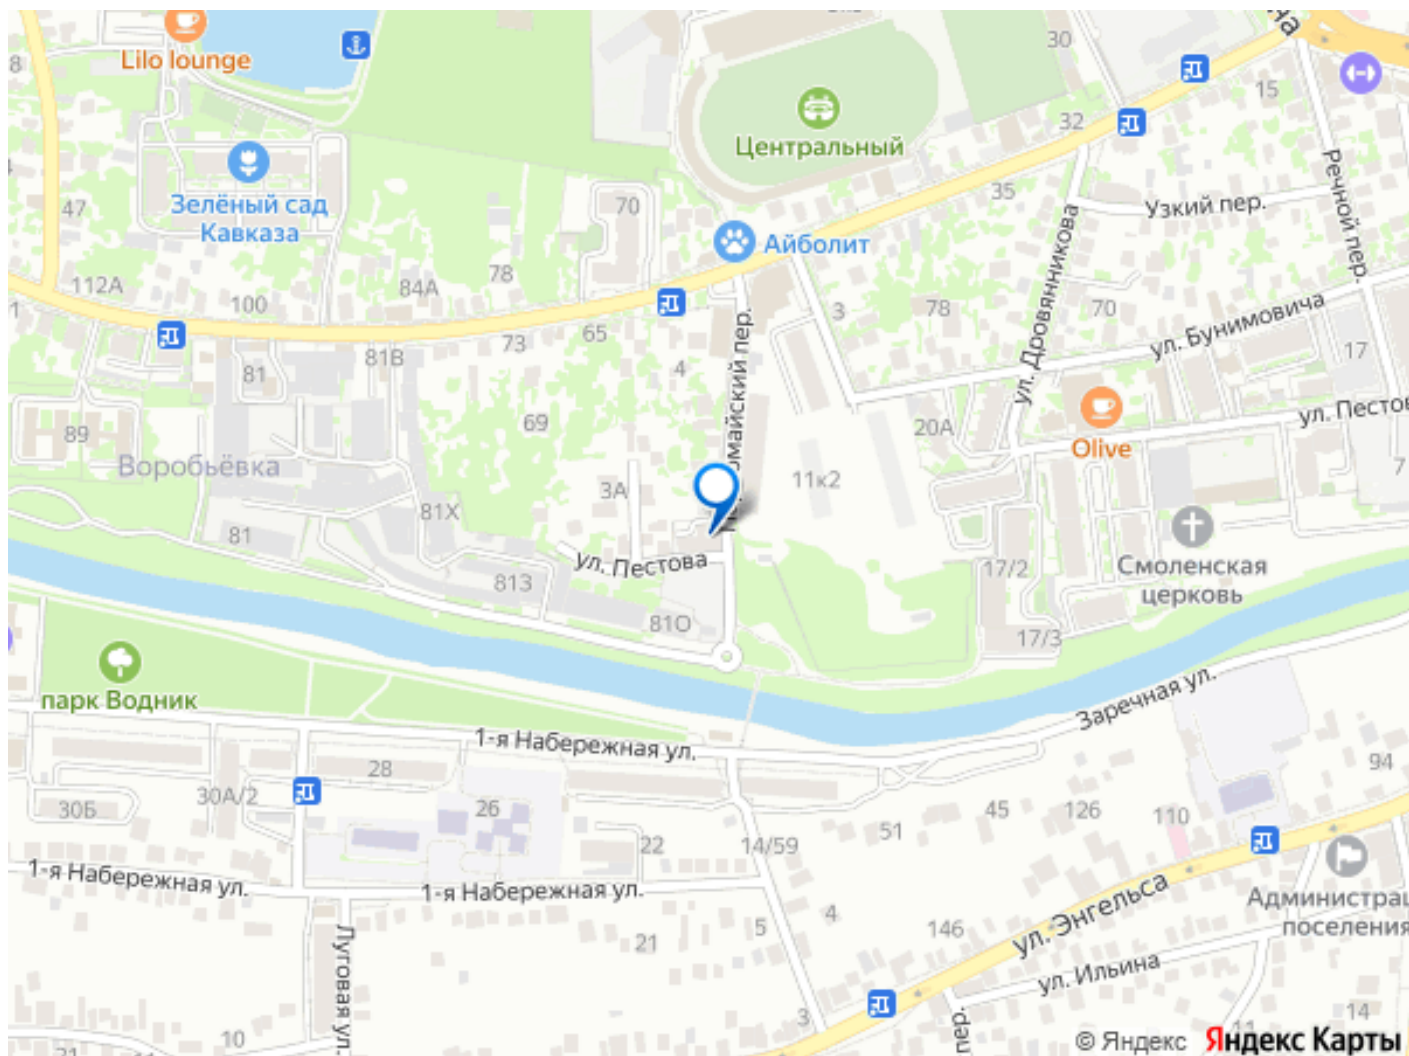 Lilo lounge
30
8
15
Центральный
32
Речной пер.
Зелёный сад
Кавказа
47
70
35
Узкий пер.
Айболит
ул. Дровянникова
112А
100
84А
78
1
65
73
81В
3
78
70
ул. Бунимовича
17
81
4
89
Воробьёвка
69
20А
Olive
ул. Пестов
7
3А
11к2
81Х
81
ул. Пестова
813
81О
17/2
17/3
Смоленская
церковь
парк Водник
Заречная ул.
1-я Набережная ул.
28
30А/2
30Б
26
22
14/59
51
45
126
110
94
1-я Набережная ул.
1-я Набережная ул.
Администрац
поселения
ул. Энгельса
4
5
21
146
Луговая ул.
ул. Ильина
10
3
пер.
14
11
21
© Яндекс Яндекс Карты